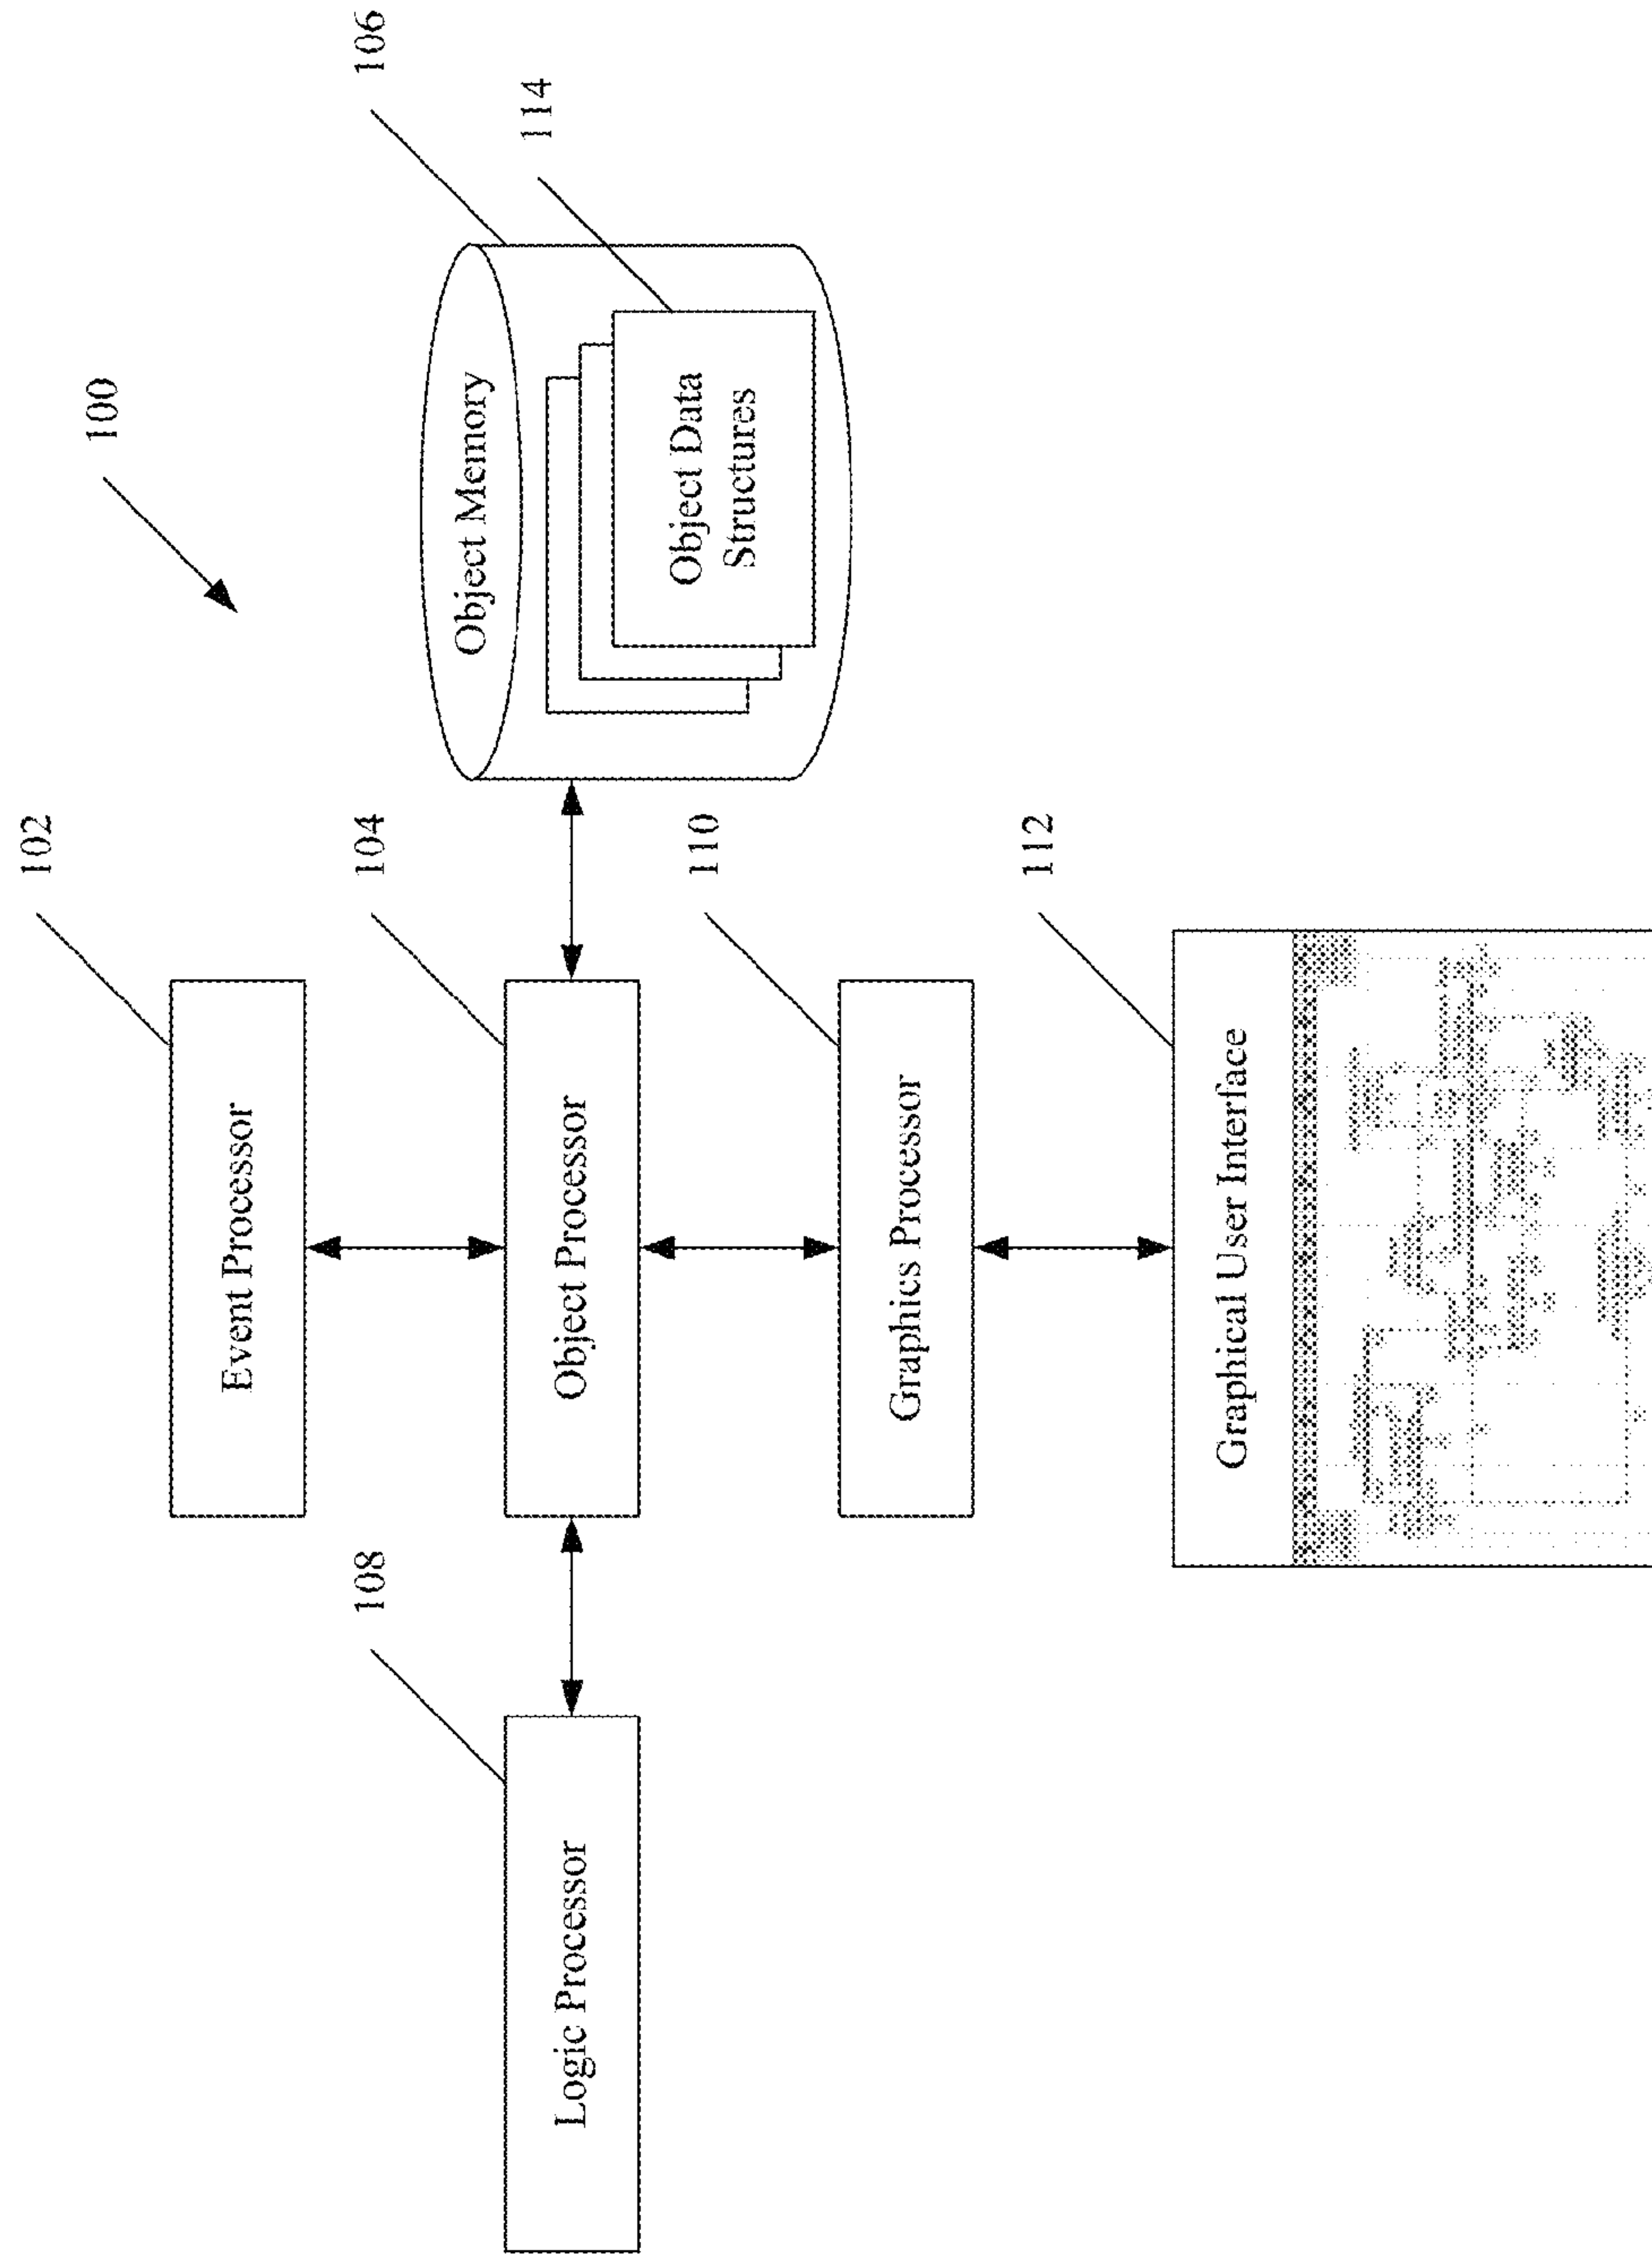 100
102
Event Processor
108
104
106
Logic Processor
Object Processor
Object Memory
114
Object Data
Structures
110
Graphics Processor
112
Graphical User Interface